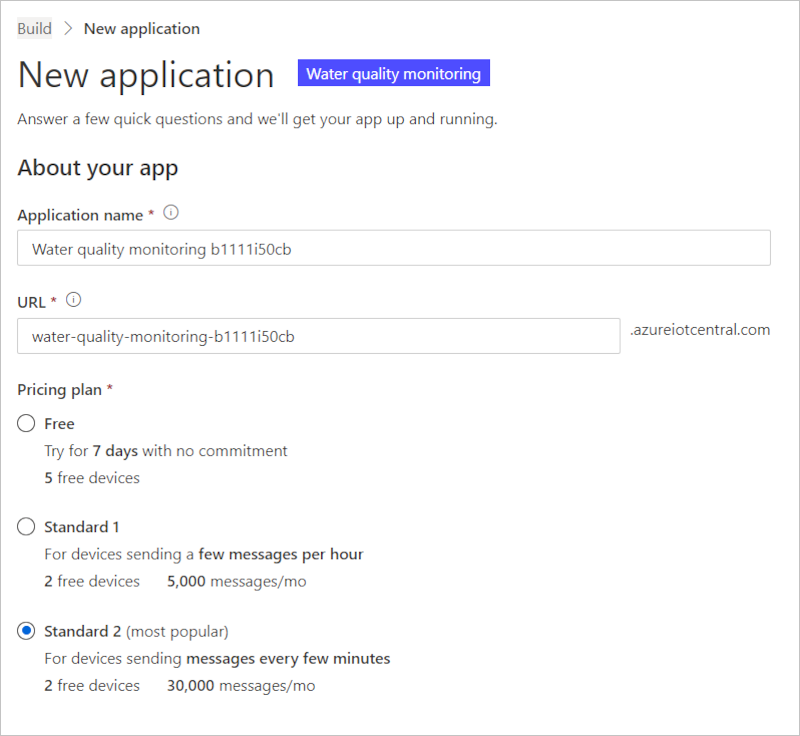 Build > New application
New application Water quality monitoring
Answer a few quick questions and we'll get your app up and running.
About your app
Application name *
Water quality monitoring b1111i50cb
URL *
water-quality-monitoring-b1111i50cb .azureiotcentral.com
Pricing plan *
Free
Try for 7 days with no commitment
5 free devices
Standard 1
For devices sending a few messages per hour
2 free devices 5,000 messages/mo
Standard 2 (most popular)
For devices sending messages every few minutes
2 free devices 30,000 messages/mo